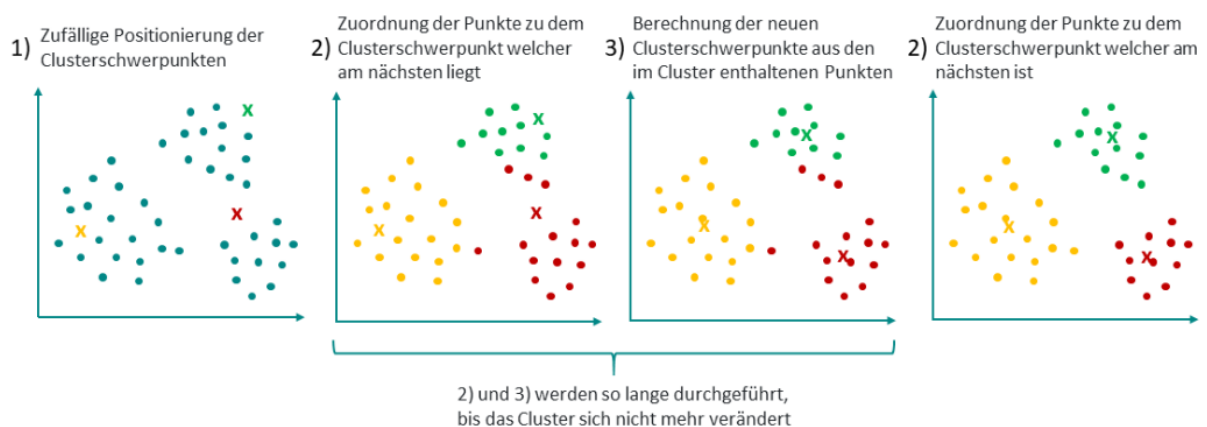 1) Zufällige Positionierung der
Clusterschwerpunkten
2) Zuordnung der Punkte zu dem
Clusterschwerpunkt welcher
am nächsten liegt
3) Berechnung der neuen
Clusterschwerpunkte aus den
im Cluster enthaltenen Punkten
2) Zuordnung der Punkte zu dem
Clusterschwerpunkt welcher am
nächsten ist
X
X
X
X
X
X
X
X
X
X
X
X
2) und 3) werden so lange durchgeführt,
bis das Cluster sich nicht mehr verändert